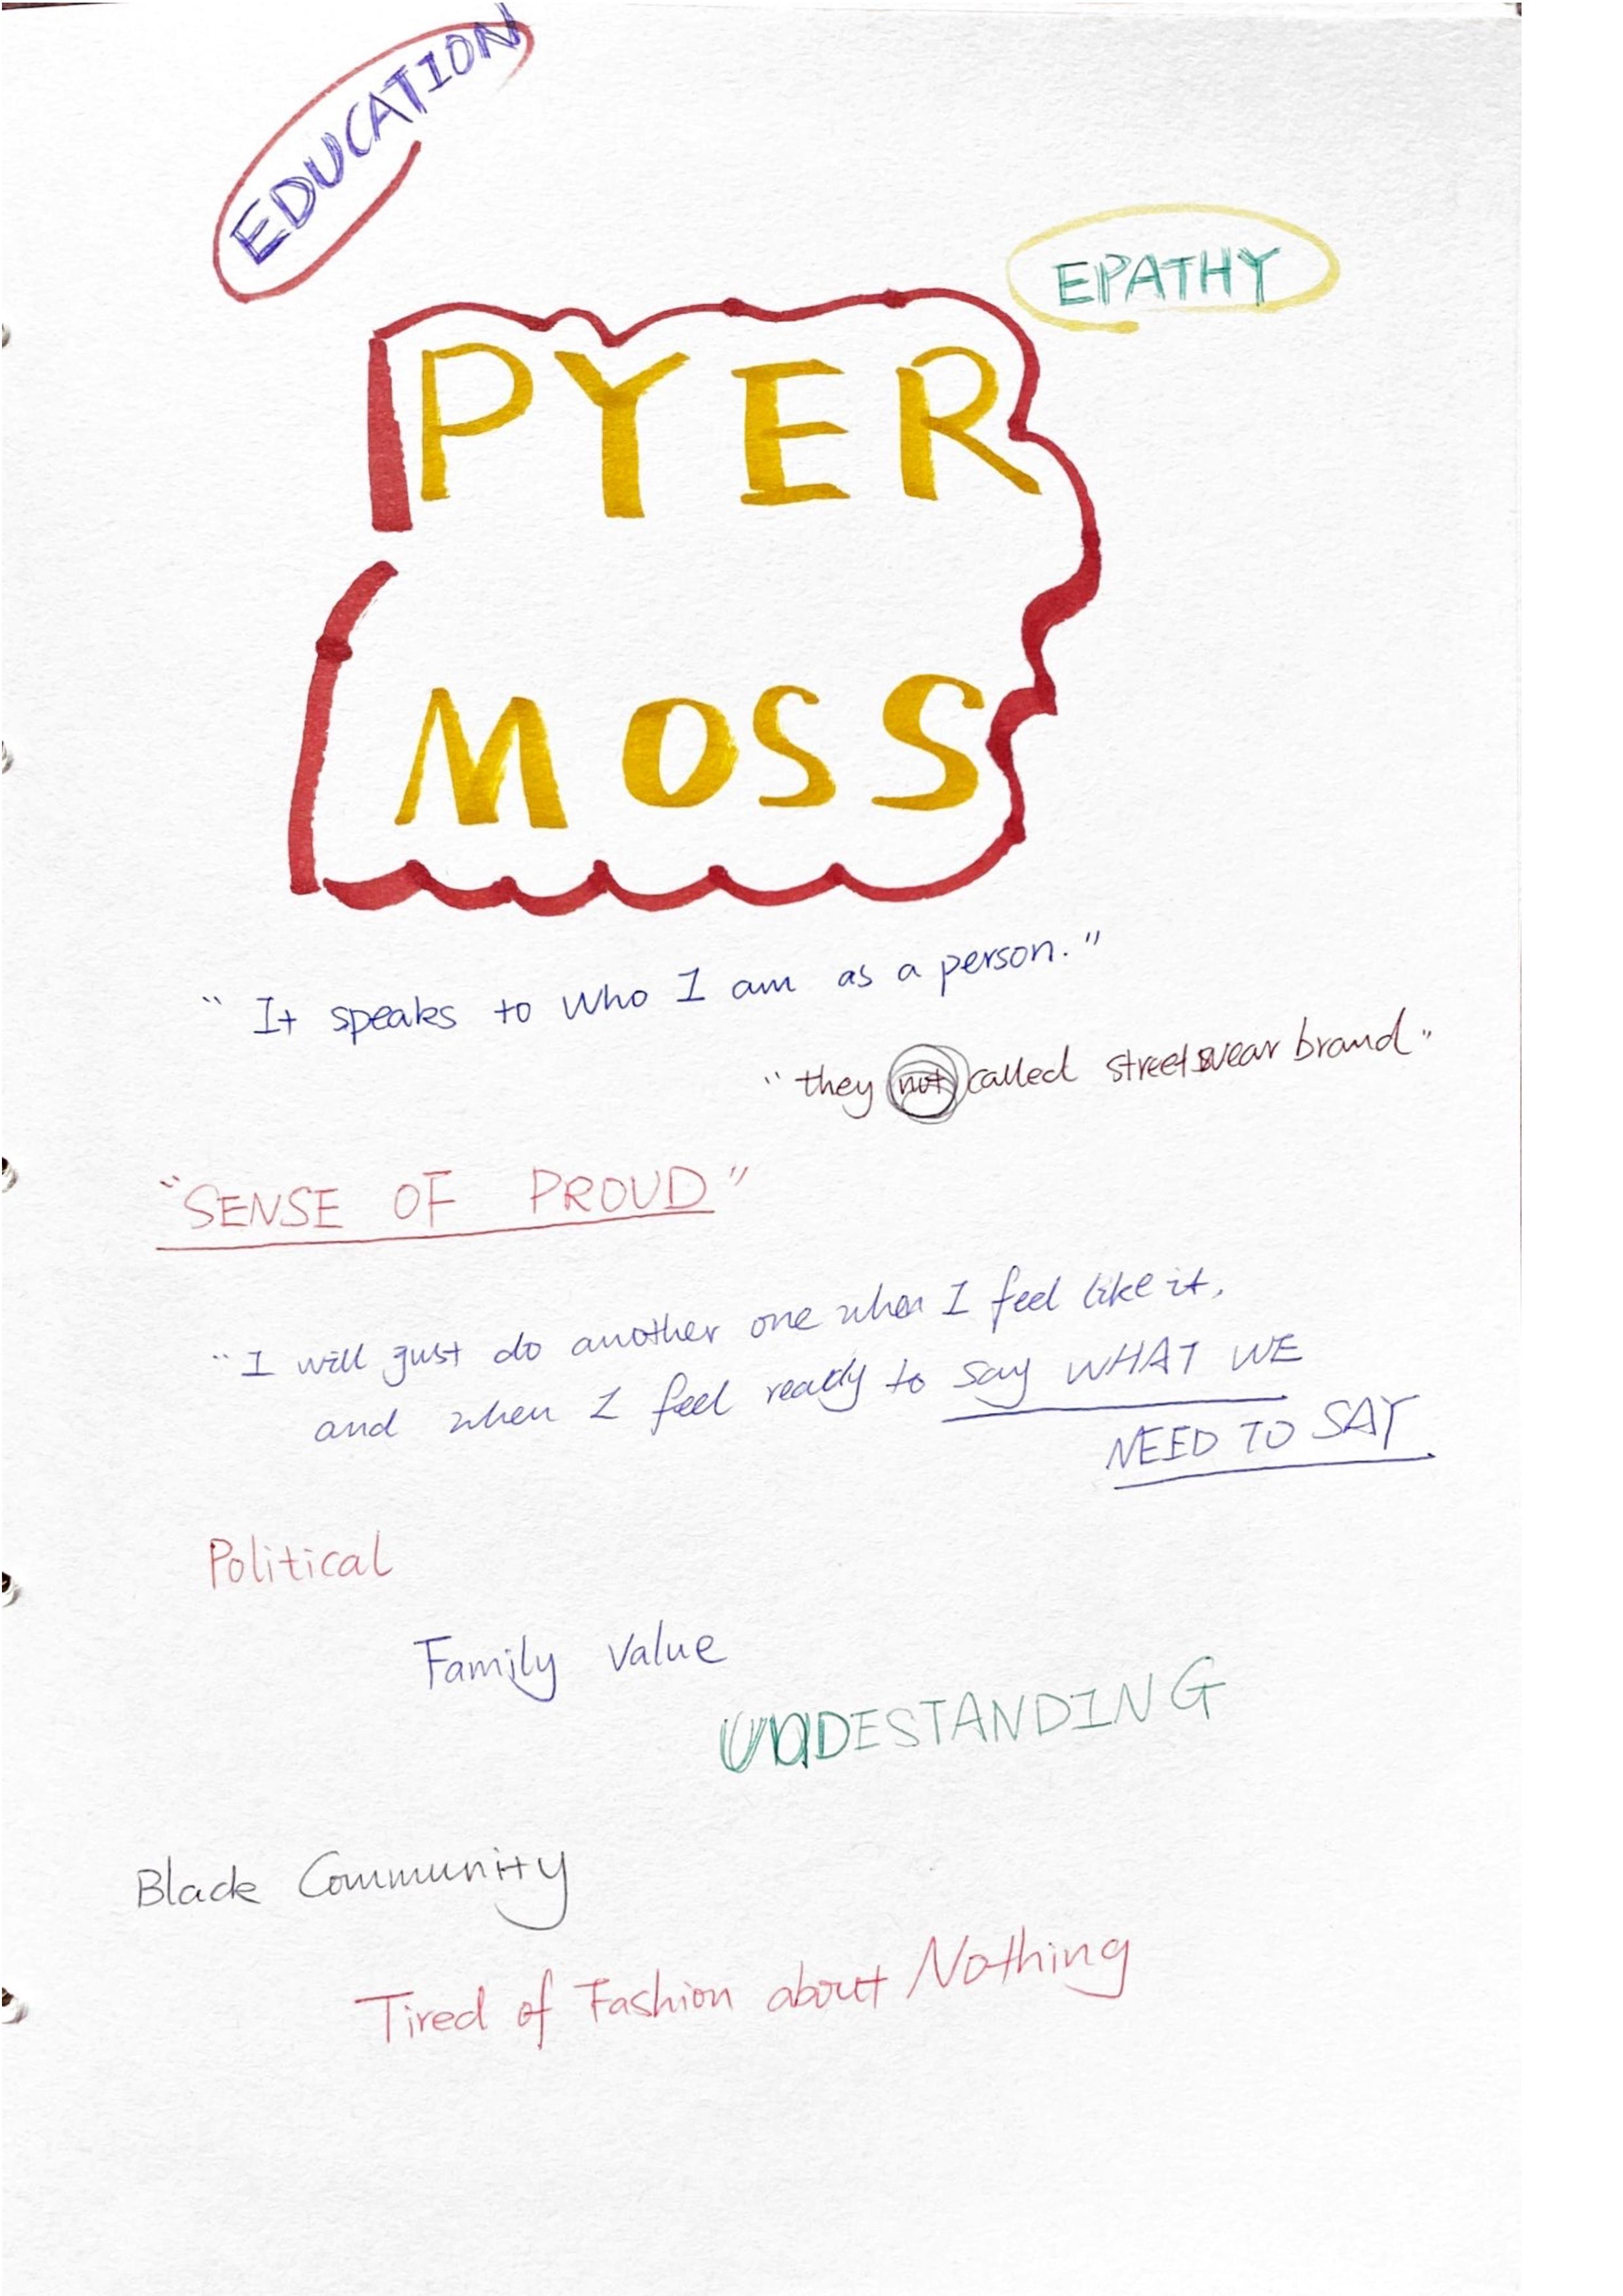 EDUCATION
EPATHY
PYER
MOSS
" It speaks to who I am as a person. "
" they not called streetswear brand "
"SENSE OF PROUD"
" I will just do another one when I feel like it,
and when I feel ready to say WHAT WE
NEED TO SAY
Political
Family Value
UNDESTANDING
Black Community
Tired of Fashion about Nothing